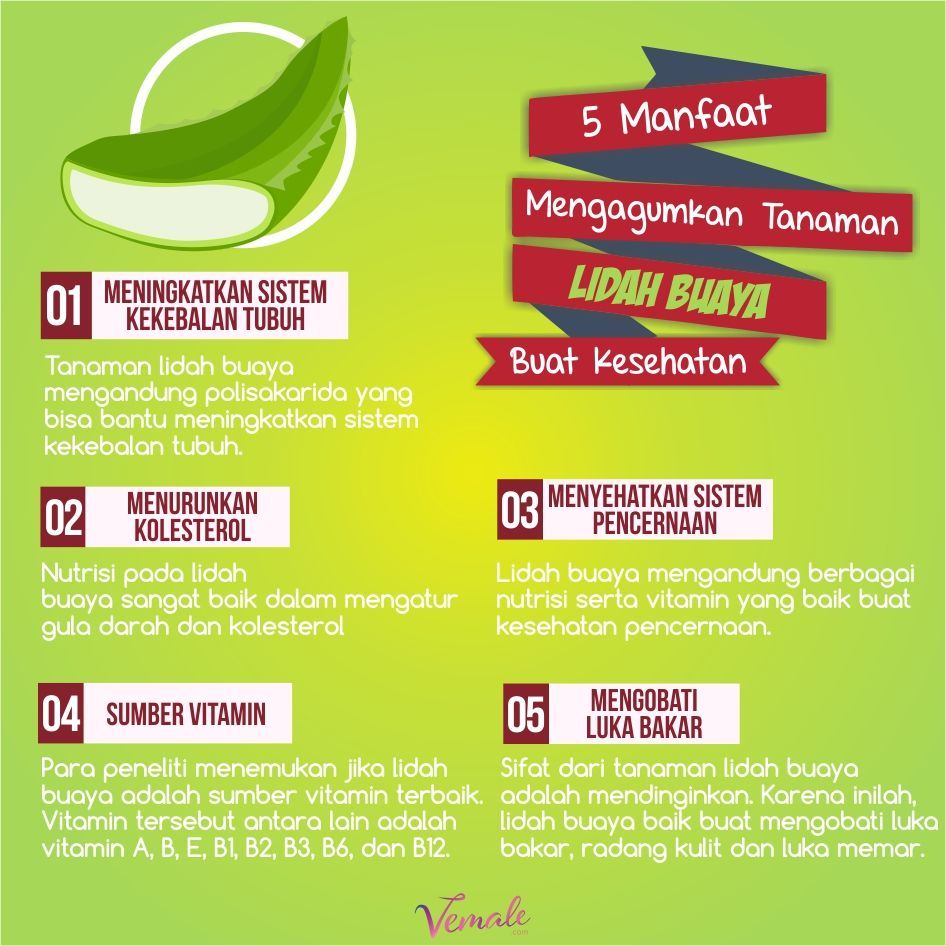 5 Manfaat
Mengagumkan Tanaman
LIDAH BUAYA
Buat Kesehatan
01
MENINGKATKAN SISTEM
KEKEBALAN TUBUH
Tanaman lidah buaya
mengandung polisakarida yang
bisa bantu meningkatkan sistem
kekebalan tubuh.
02
MENURUNKAN
KOLESTEROL
Nutrisi pada lidah
buaya sangat baik dalam mengatur
gula darah dan kolesterol
03
MENYEHATKAN SISTEM
PENCERNAAN
Lidah buaya mengandung berbagai
nutrisi serta vitamin yang baik buat
kesehatan pencernaan.
04
SUMBER VITAMIN
Para peneliti menemukan jika lidah
buaya adalah sumber vitamin terbaik.
Vitamin tersebut antara lain adalah
vitamin A, B, E, B1, B2, B3, B6, dan B12.
05
MENGOBATI
LUKA BAKAR
Sifat dari tanaman lidah buaya
adalah mendinginkan. Karena inilah,
lidah buaya baik buat mengobati luka
bakar, radang kulit dan luka memar.
Vemale
.com